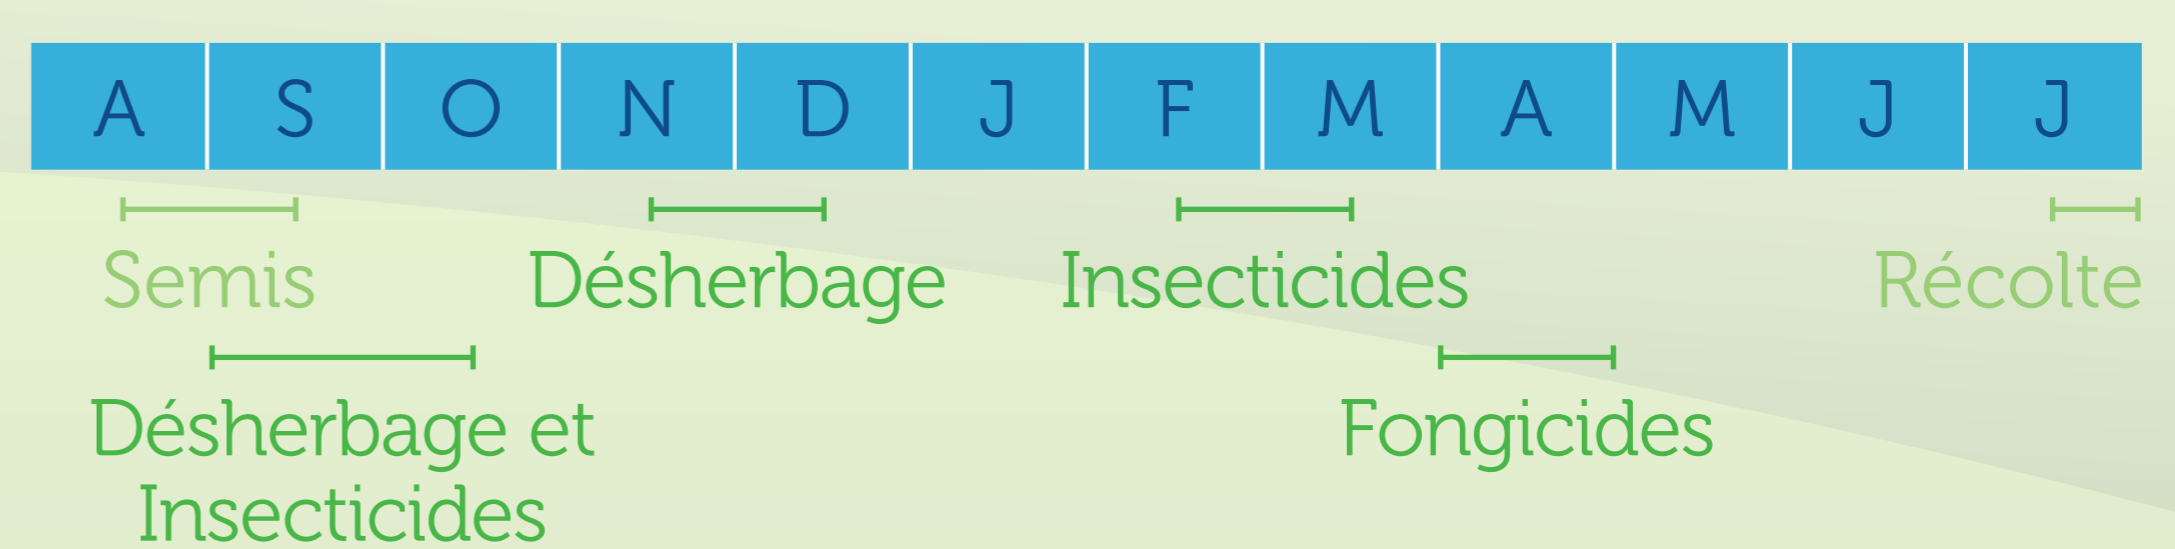 A S O N D J F M A M J J
Semis Désherbage Insecticides Récolte
Désherbage et Fongicides
Insecticides